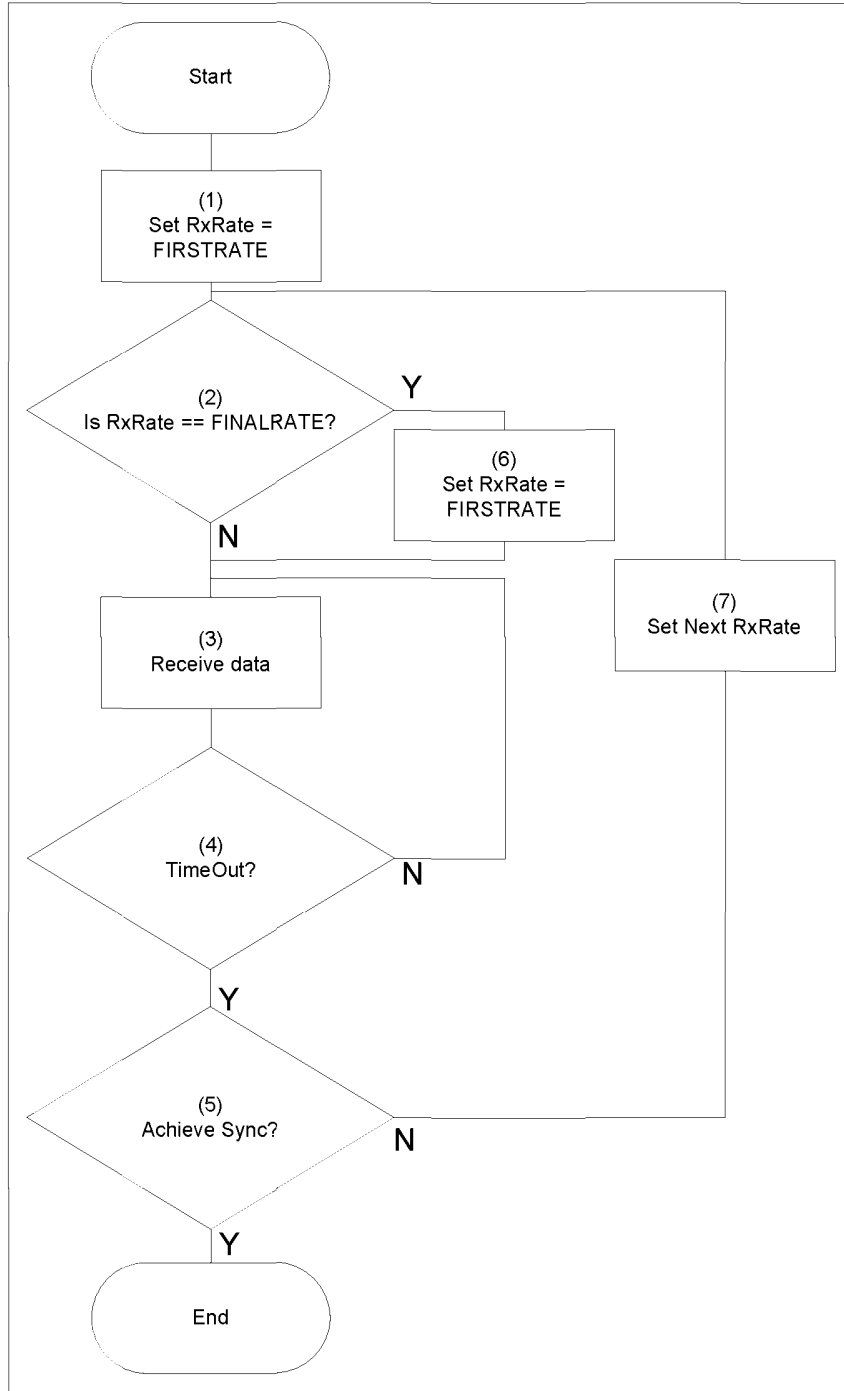 Start
(1)
Set RxRate =
FIRSTRATE
(2)
Is RxRate == FINALRATE?
Y
(6)
Set RxRate =
FIRSTRATE
N
(3)
Receive data
(7)
Set Next RxRate
(4)
TimeOut?
N
Y
(5)
Achieve Sync?
N
Y
End